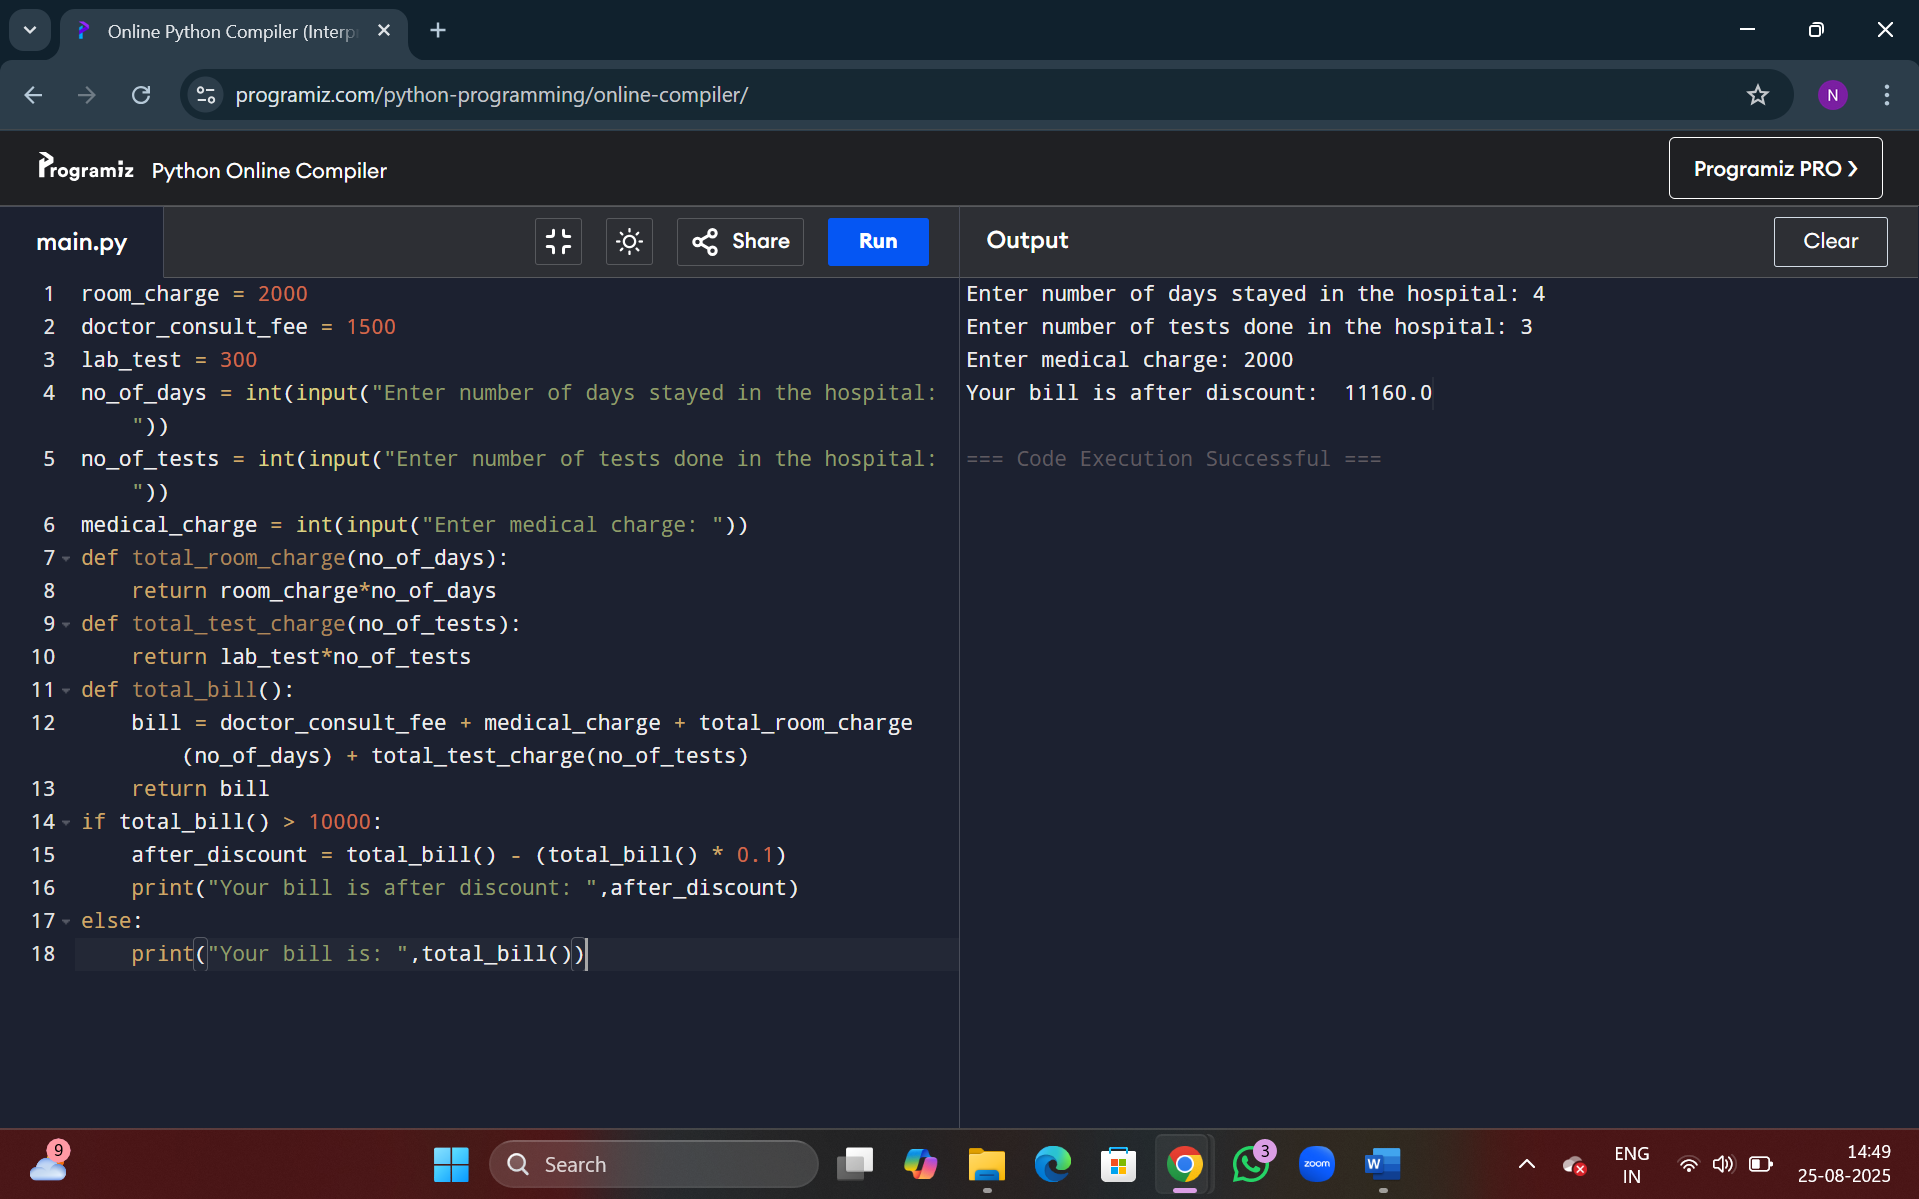 Online Python Compiler (Interp
programiz.com/python-programming/online-compiler/
N
Programiz Python Online Compiler
Programiz PRO ❯
main.py
Share
Run
Output
Clear
1 room_charge = 2000
2 doctor_consult_fee = 1500
3 lab_test = 300
4 no_of_days = int(input("Enter number of days stayed in the hospital:
"))
5 no_of_tests = int(input("Enter number of tests done in the hospital:
"))
6 medical_charge = int(input("Enter medical charge: "))
7 def total_room_charge(no_of_days):
8 return room_charge*no_of_days
9 def total_test_charge(no_of_tests):
10 return lab_test*no_of_tests
11 def total_bill():
12 bill = doctor_consult_fee + medical_charge + total_room_charge
(no_of_days) + total_test_charge(no_of_tests)
13 return bill
14 if total_bill() > 10000:
15 after_discount = total_bill() - (total_bill() * 0.1)
16 print("Your bill is after discount: ",after_discount)
17 else:
18 print("Your bill is: ",total_bill())
Enter number of days stayed in the hospital: 4
Enter number of tests done in the hospital: 3
Enter medical charge: 2000
Your bill is after discount:  11160.0
=== Code Execution Successful ===
9
Search
3
zoom
W
ENG
IN
14:49
25-08-2025